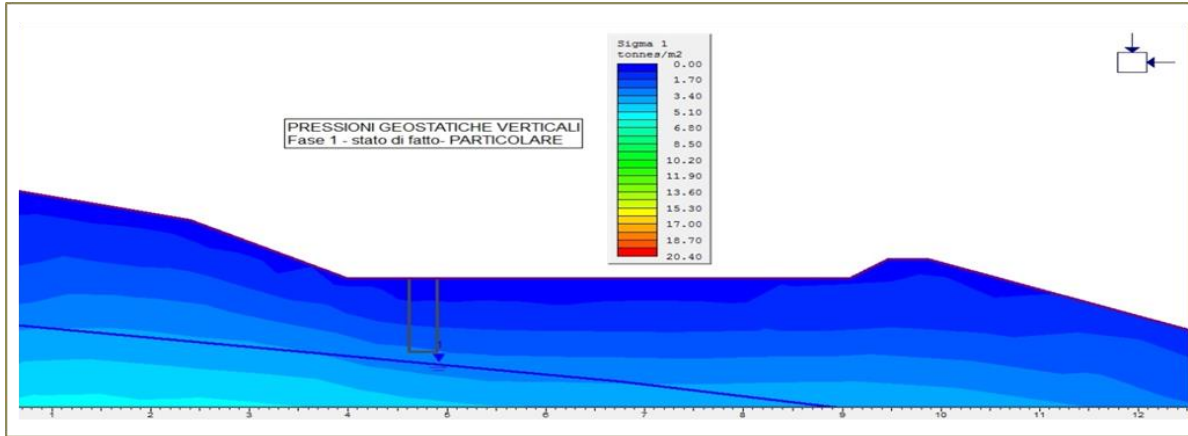 Sigma 1
tonnes/m2
0.00
1.70
3.40
5.10
6.80
8.50
10.20
11.90
13.60
15.30
17.00
18.70
20.40
PRESSIONI GEOSTATICHE VERTICALI
Fase 1 - stato di fatto- PARTICOLARE
1 2 3 4 5 6 7 8 9 10 11 12